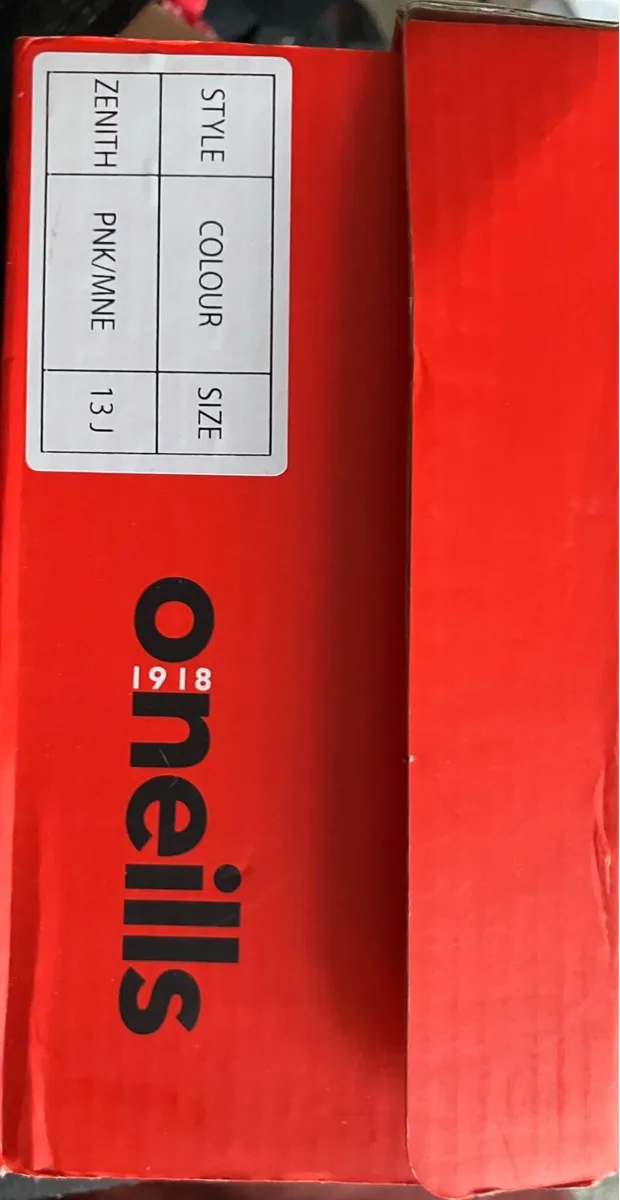 STYLE COLOUR SIZE
ZENITH PNK/MNE 13 J
oneills
1918